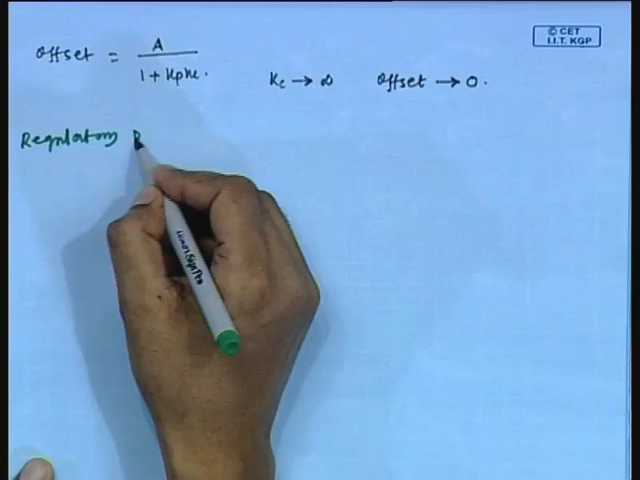 Offset = A / 1 + KpKc.
Kc → ∞ Offset → 0.
© CET
I.I.T. KGP
Regulatory P